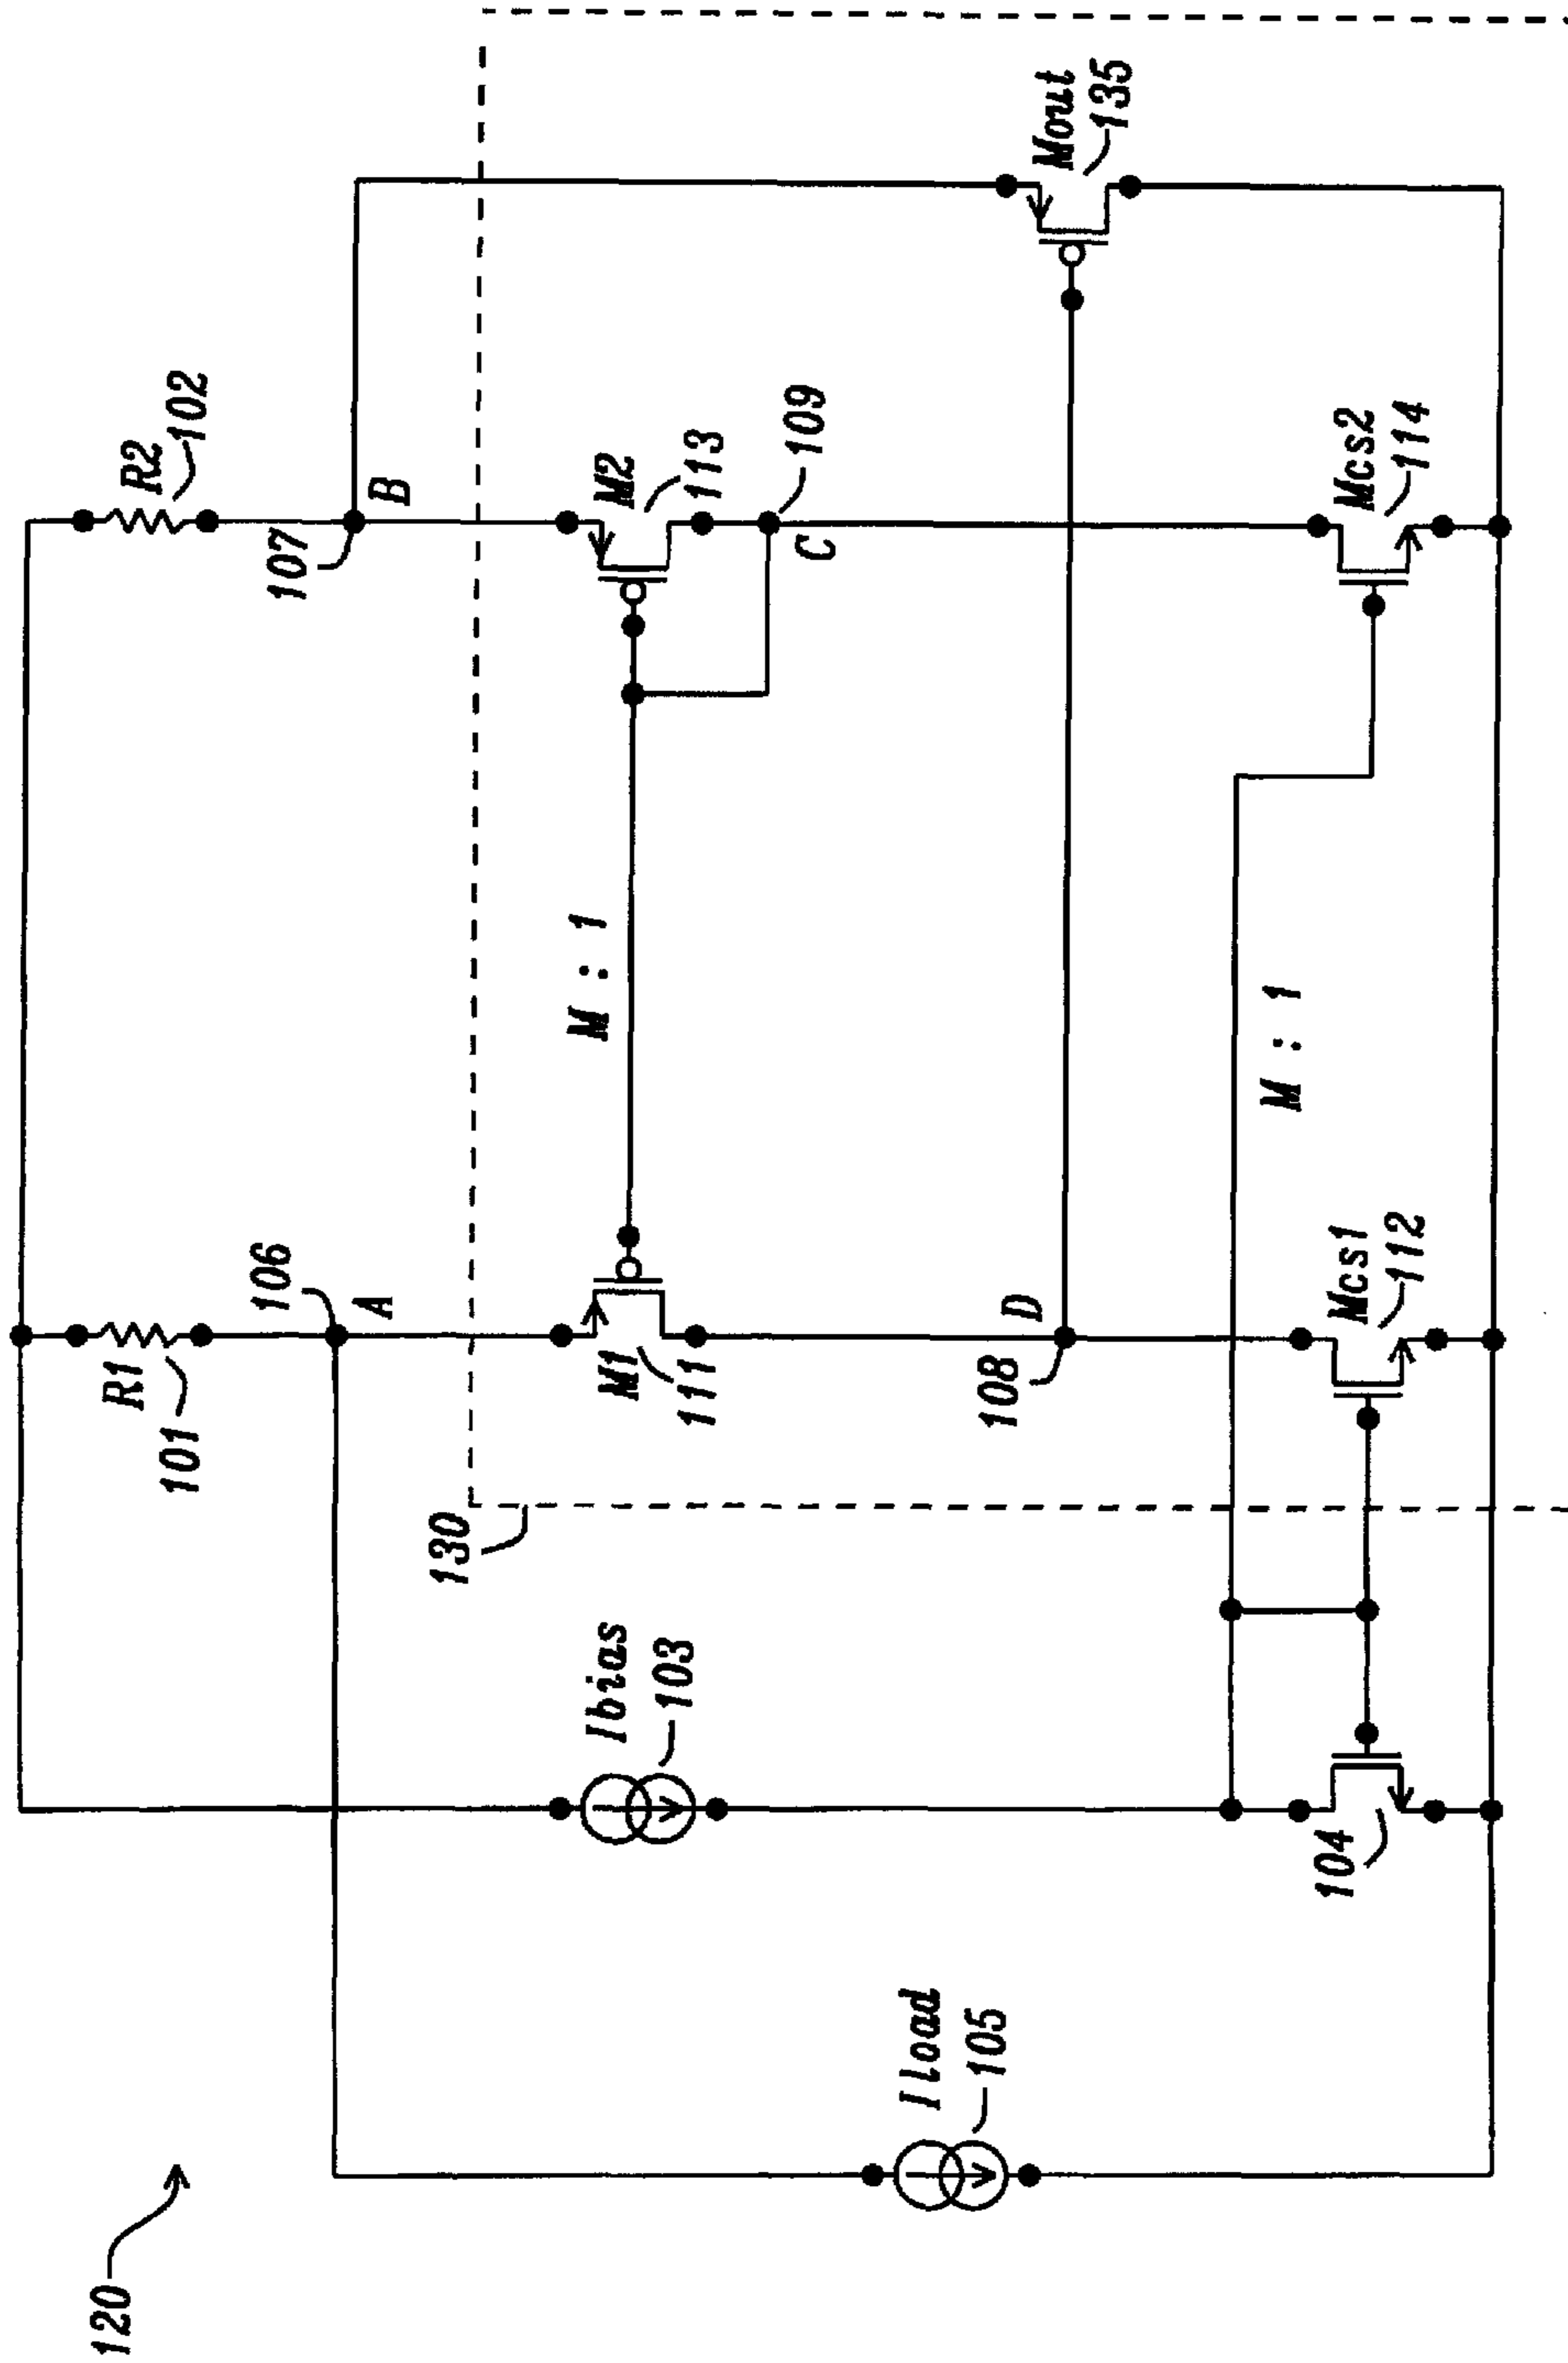 120
R1
101
106
A
R2
102
107
B
130
Ibias
103
M1
111
M : 1
M2
113
109
C
Iload
105
108
D
Mout
135
104
Mcs1
112
M : 1
Mcs2
114